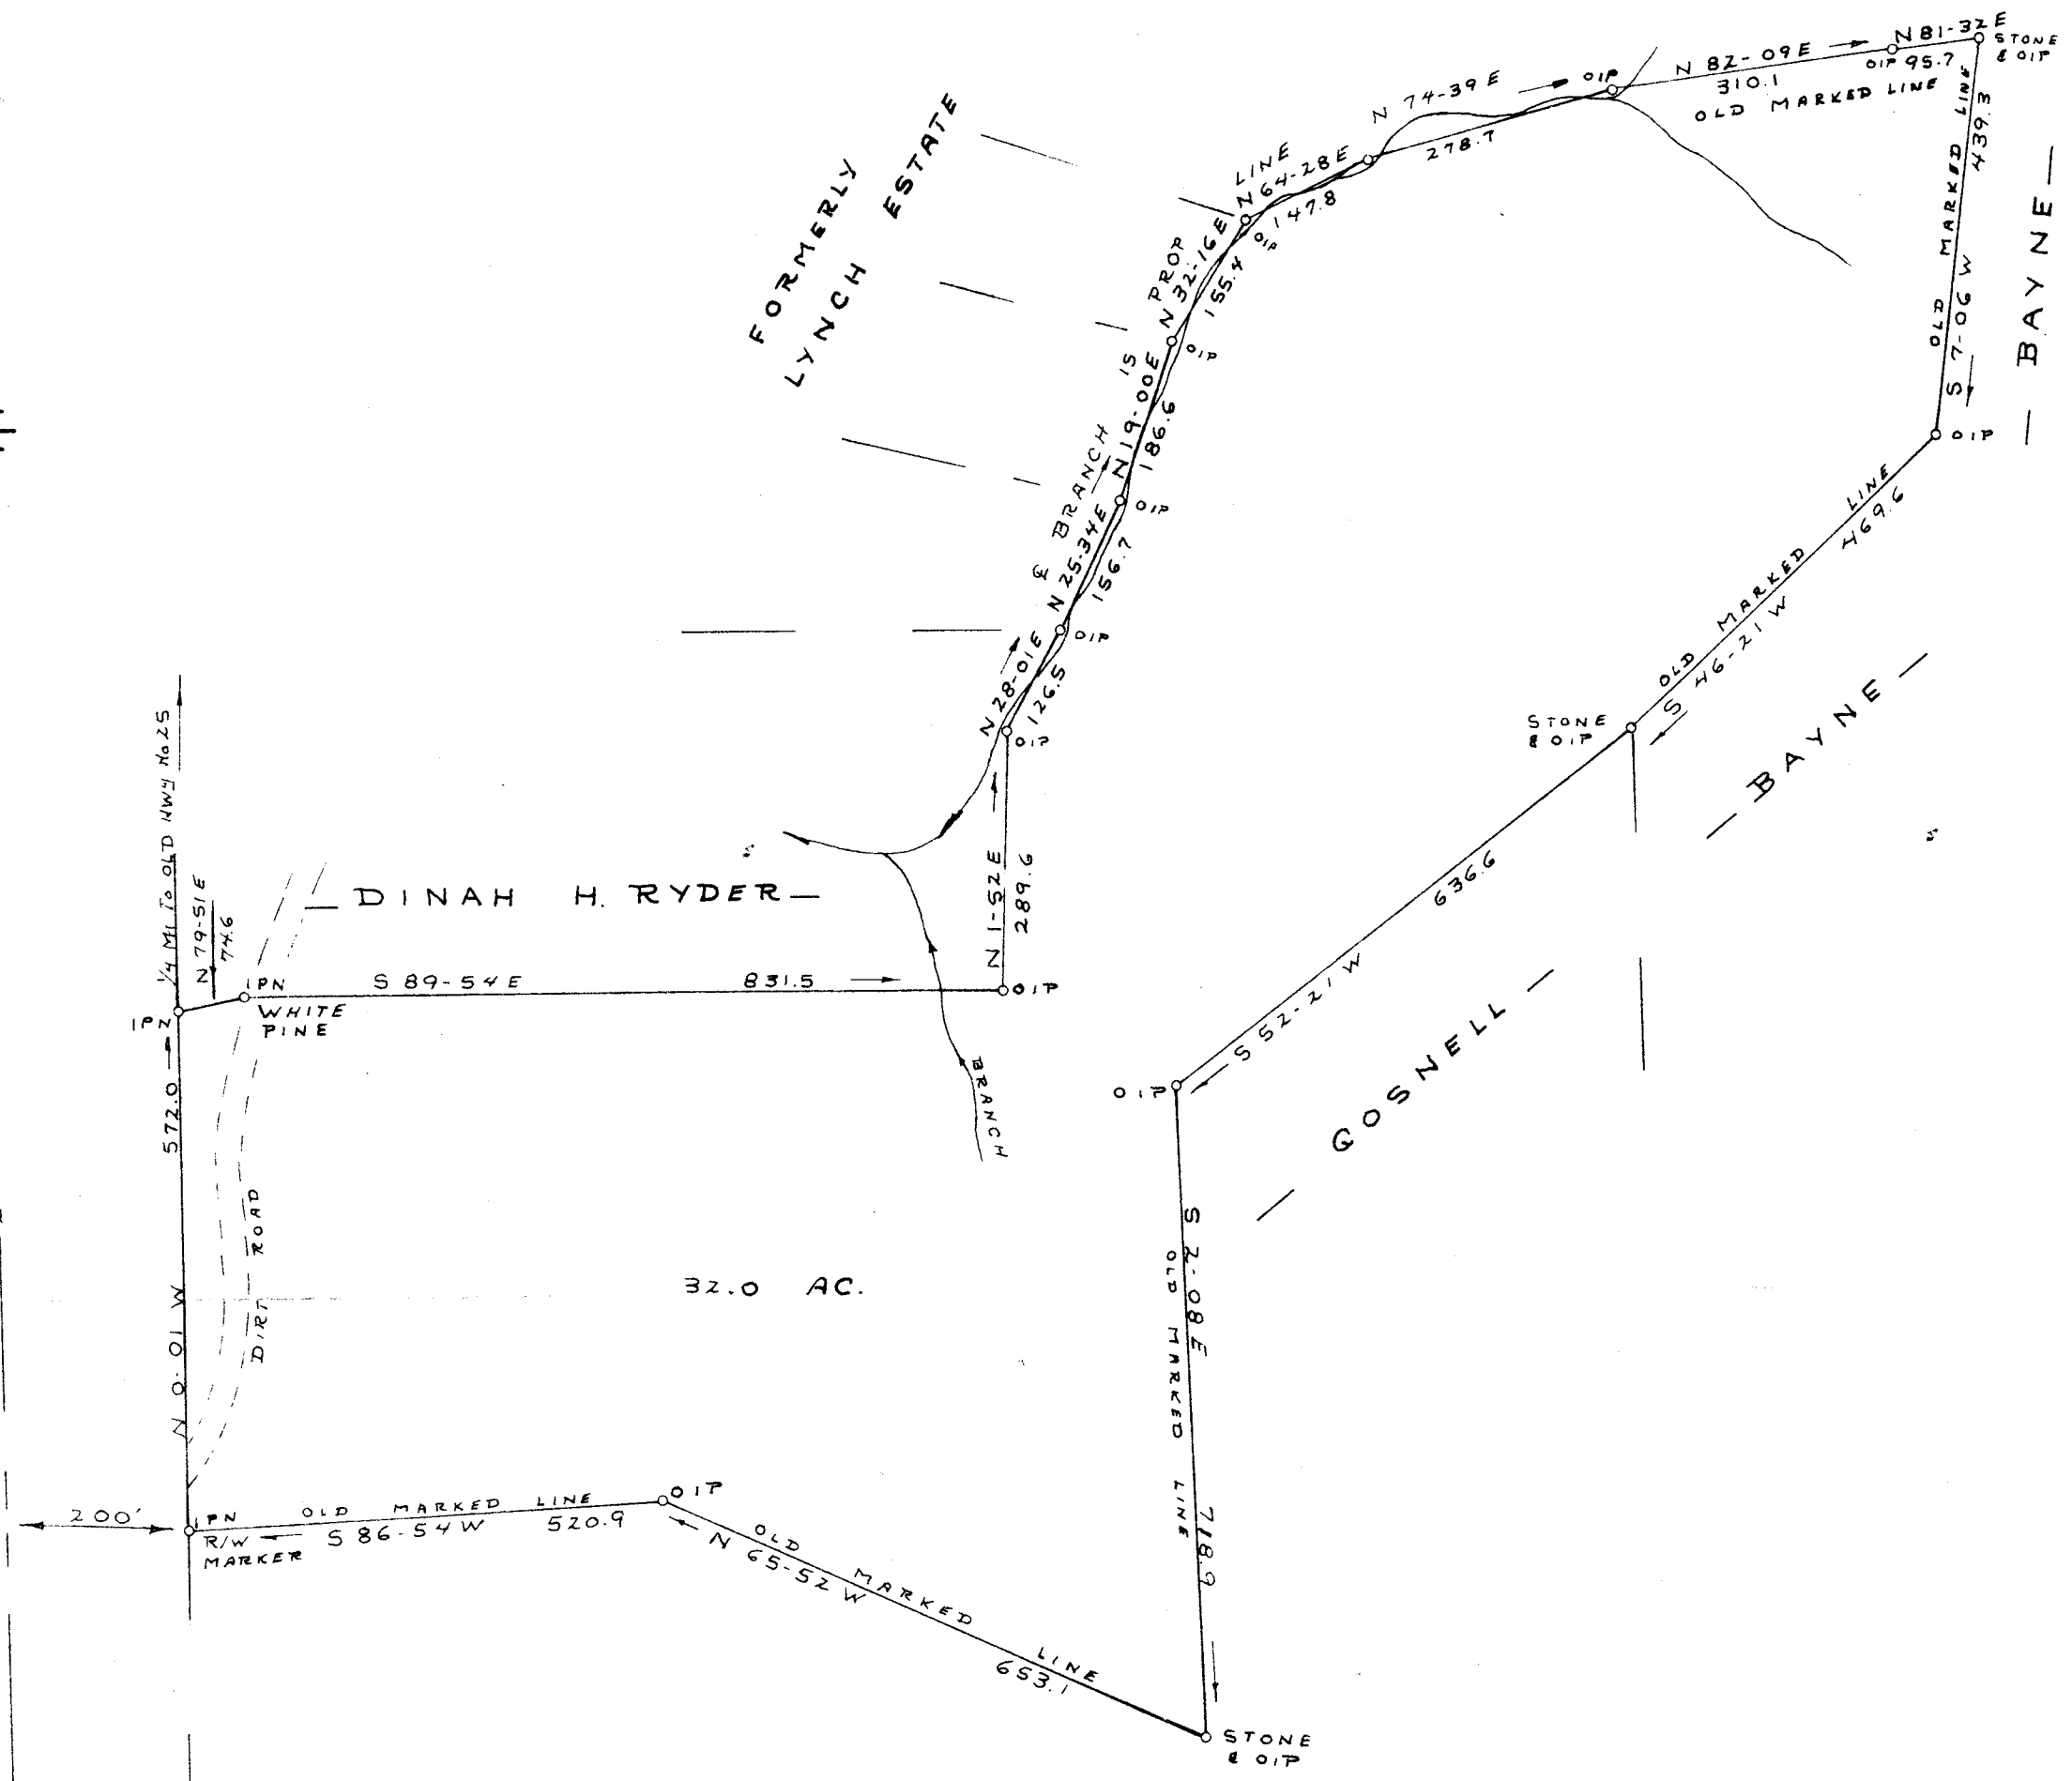 N 81-32 E
STONE
& OIP
N 82-09 E
OIP 95.7
310.1
OLD MARKED LINE
OIP
N 74-39 E
278.7
OLD MARKED LINE
439.3
S 7-06 W
— BAYNE —
FORMERLY
LYNCH ESTATE
LINE
N 64-28 E
147.8
OIP
PROP
N 32-16 E
155.4
OIP
IS
N 19-00 E
186.6
OIP
℄ BRANCH
N 25-34 E
156.7
OIP
N 28-01 E
126.5
OIP
OIP
OLD MARKED LINE
469.6
S 46-21 W
STONE
& OIP
— BAYNE —
636.6
S 52-21 W
— GOSNELL —
1/4 MI TO OLD HWY No 25
N 79-51 E
74.6
— DINAH H. RYDER —
N 1-52 E
289.6
IPN
S 89-54 E 831.5
OIP
WHITE
PINE
IPN
572.0
N 0-01 W
BRANCH
OIP
DIRT ROAD
32.0 AC.
S 2-08 E
OLD MARKED LINE
718.9
200'
IPN
R/W
MARKER
OLD MARKED LINE
S 86-54 W 520.9
OIP
OLD MARKED LINE
N 65-52 W
653.1
STONE
& OIP